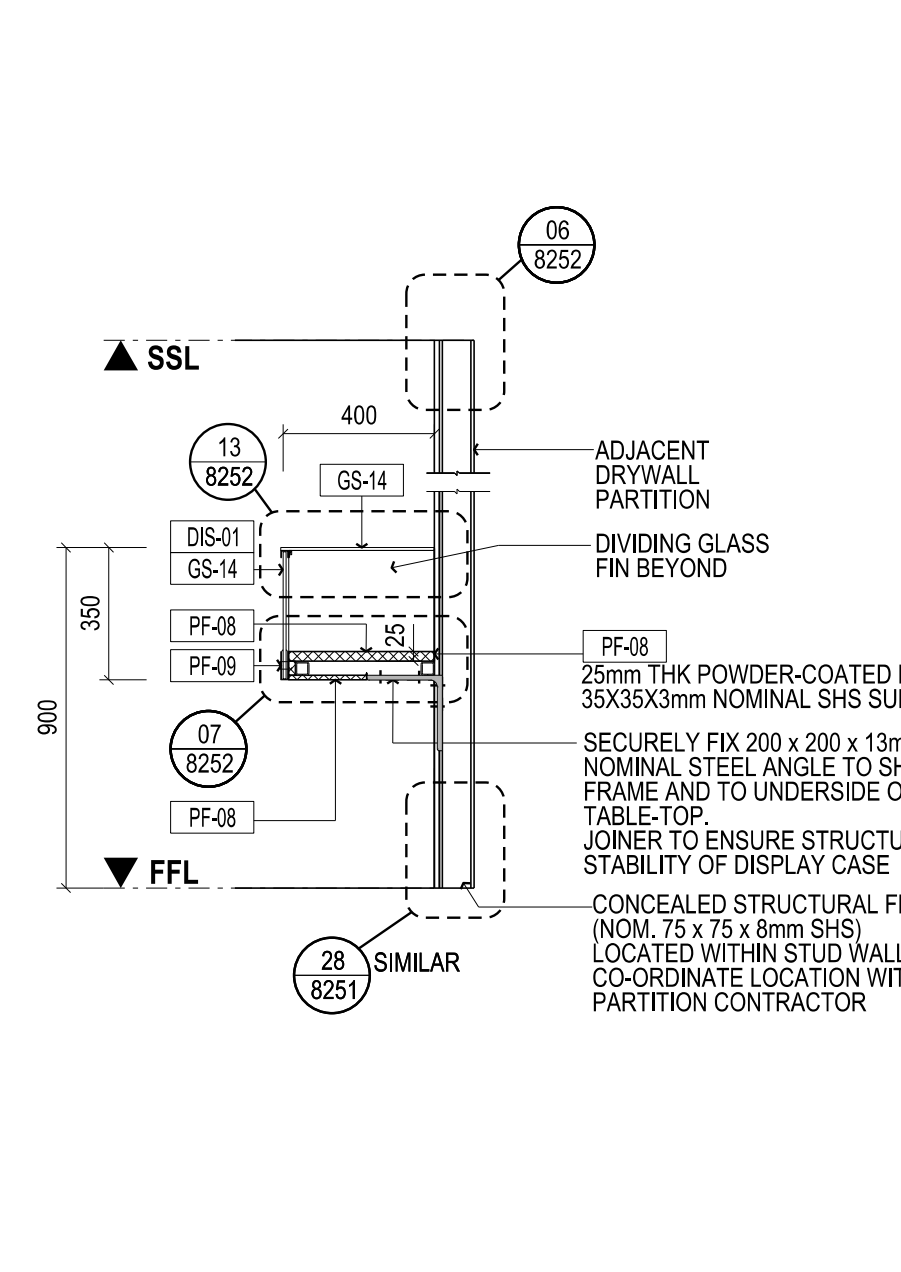 06
8252
SSL
400
13
8252
GS-14
ADJACENT
DRYWALL
PARTITION
DIS-01
GS-14
DIVIDING GLASS
FIN BEYOND
350
PF-08
25
PF-09
PF-08
25mm THK POWDER-COATED
35X35X3mm NOMINAL SHS
900
07
8252
SECURELY FIX 200 x 200 x 13m
NOMINAL STEEL ANGLE TO
FRAME AND TO UNDERSIDE
TABLE-TOP.
JOINER TO ENSURE
STABILITY OF DISPLAY CASE
PF-08
FFL
CONCEALED STRUCTURAL
(NOM. 75 x 75 x 8mm SHS)
LOCATED WITHIN STUD WALL
CO-ORDINATE LOCATION
PARTITION CONTRACTOR
28
8251
SIMILAR